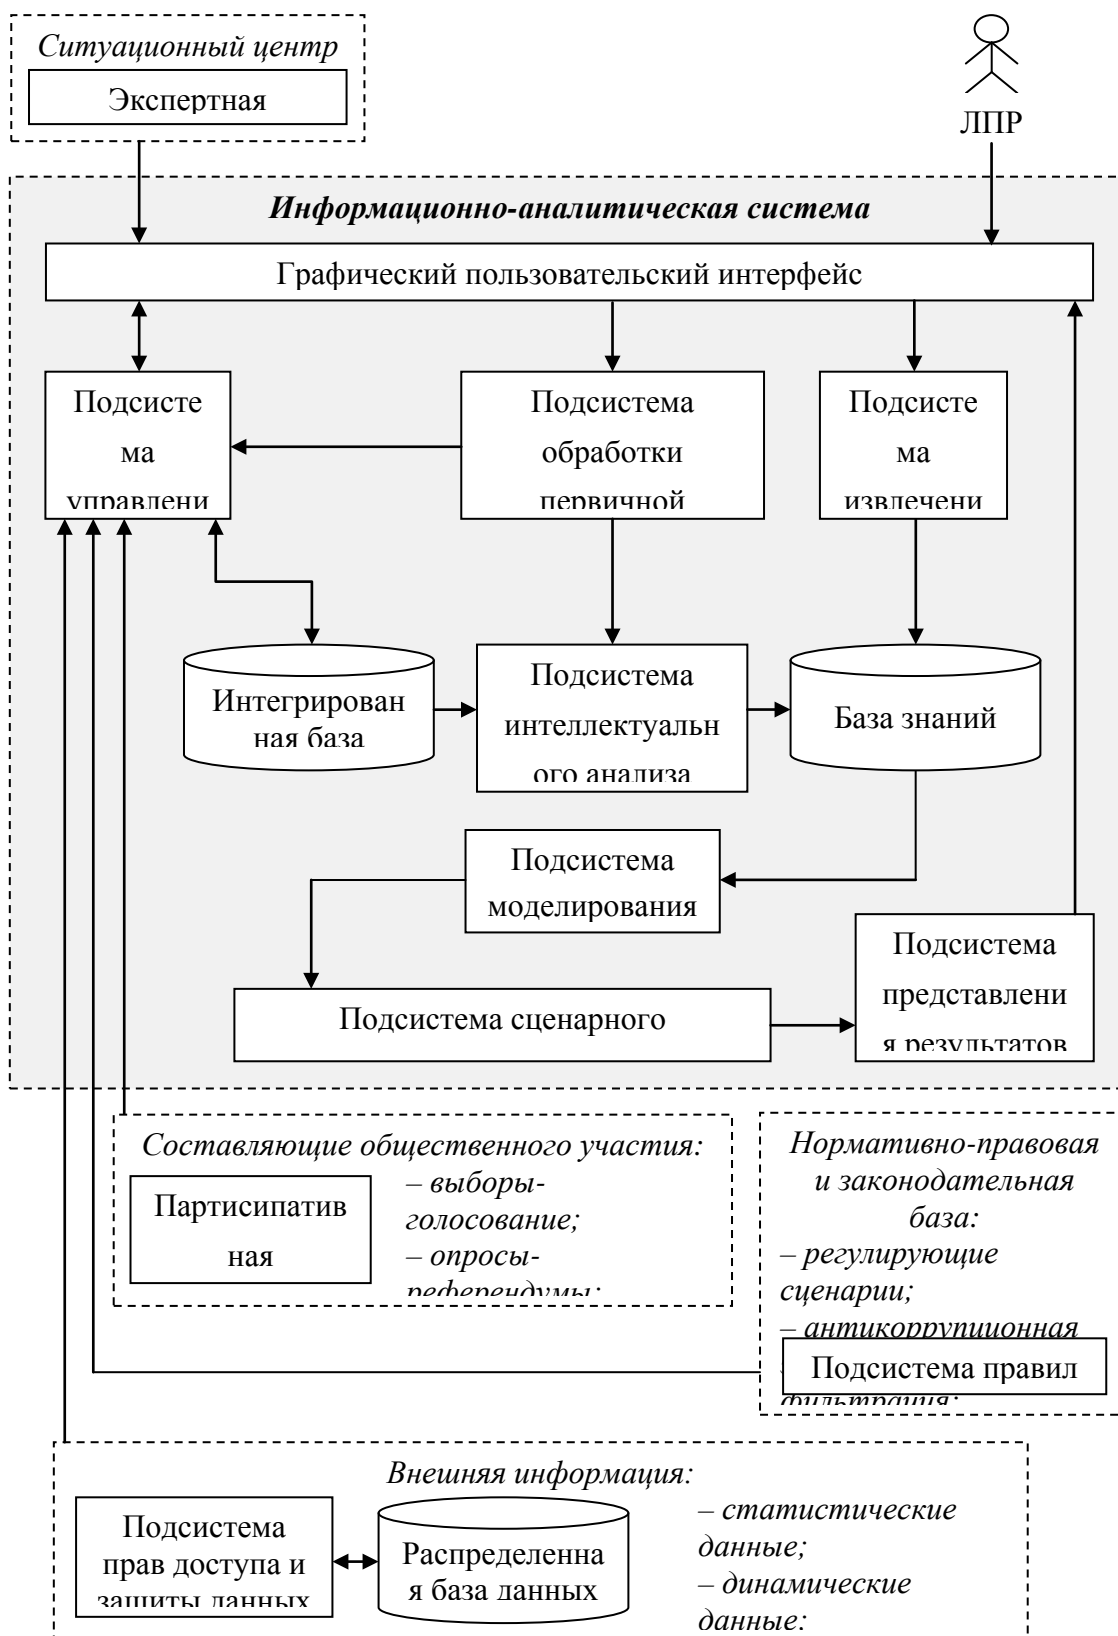 Ситуационный центр
Экспертная
ЛПР
Информационно-аналитическая система
Графический пользовательский интерфейс
Подсисте
ма
управлени
Подсистема
обработки
первичной
Подсисте
ма
извлечени
Интегрирован
ная база
Подсистема
интеллектуальн
ого анализа
База знаний
Подсистема
моделирования
Подсистема сценарного
Подсистема
представлени
я результатов
Составляющие общественного участия:
Партисипатив
ная
– выборы-
голосование;
– опросы-
референдумы;
Нормативно-правовая
и законодательная
база:
– регулирующие
сценарии;
– антикоррупционная
Подсистема правил
фильтрация;
Внешняя информация:
Подсистема
прав доступа и
защиты данных
Распределенна
я база данных
– статистические
данные;
– динамические
данные;